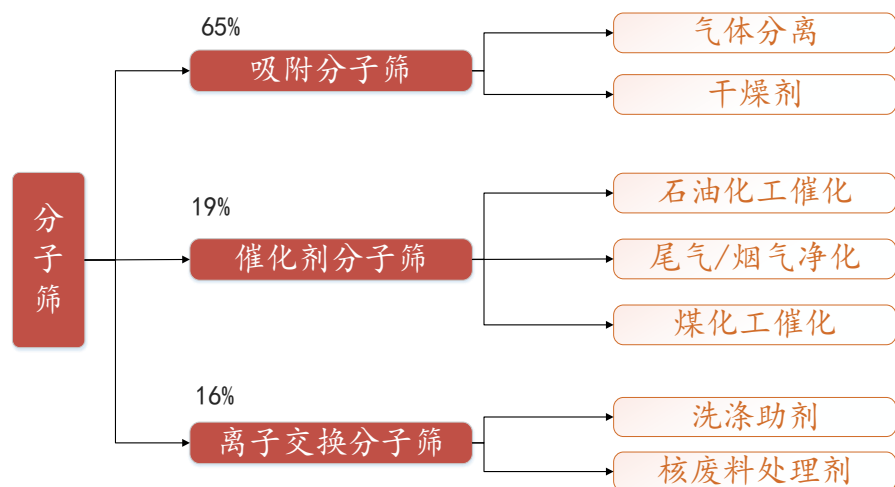 分子筛
65%
吸附分子筛
气体分离
干燥剂
19%
催化剂分子筛
石油化工催化
尾气/烟气净化
煤化工催化
16%
离子交换分子筛
洗涤助剂
核废料处理剂